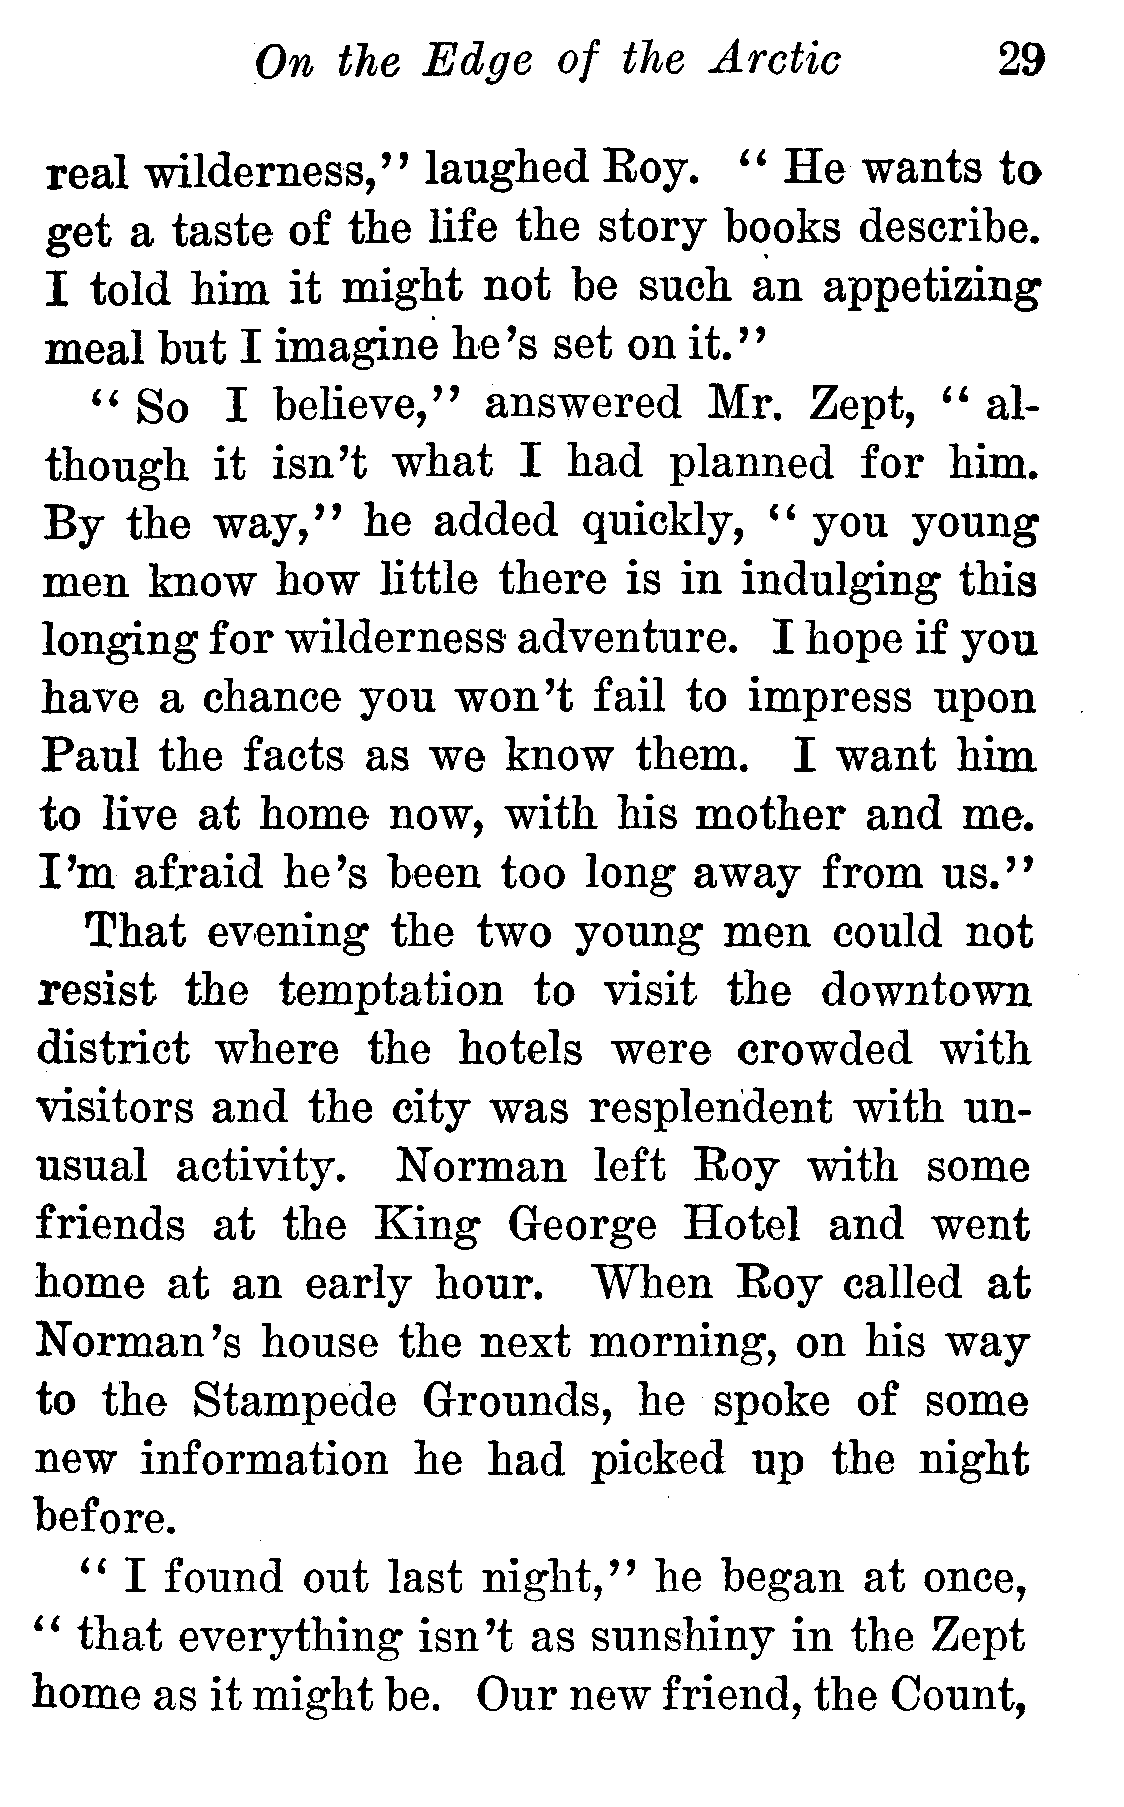 On the Edge of the Arctic 29
real wilderness,'' laughed Roy. '' He wants to
get a taste of the life the story books describe.
I told him it might not be such an appetizing
meal but I imagine he's set on it.''
'' So I believe,'' answered Mr. Zept, '' al-
though it isn't what I had planned for him.
By the way,'' he added quickly, '' you young
men know how little there is in indulging this
longing for wilderness adventure. I hope if you
have a chance you won't fail to impress upon
Paul the facts as we know them. I want him
to live at home now, with his mother and me.
I'm afraid he's been too long away from us.''
That evening the two young men could not
resist the temptation to visit the downtown
district where the hotels were crowded with
visitors and the city was resplendent with un-
usual activity. Norman left Roy with some
friends at the King George Hotel and went
home at an early hour. When Roy called at
Norman's house the next morning, on his way
to the Stampede Grounds, he spoke of some
new information he had picked up the night
before.
'' I found out last night,'' he began at once,
'' that everything isn't as sunshiny in the Zept
home as it might be. Our new friend, the Count,